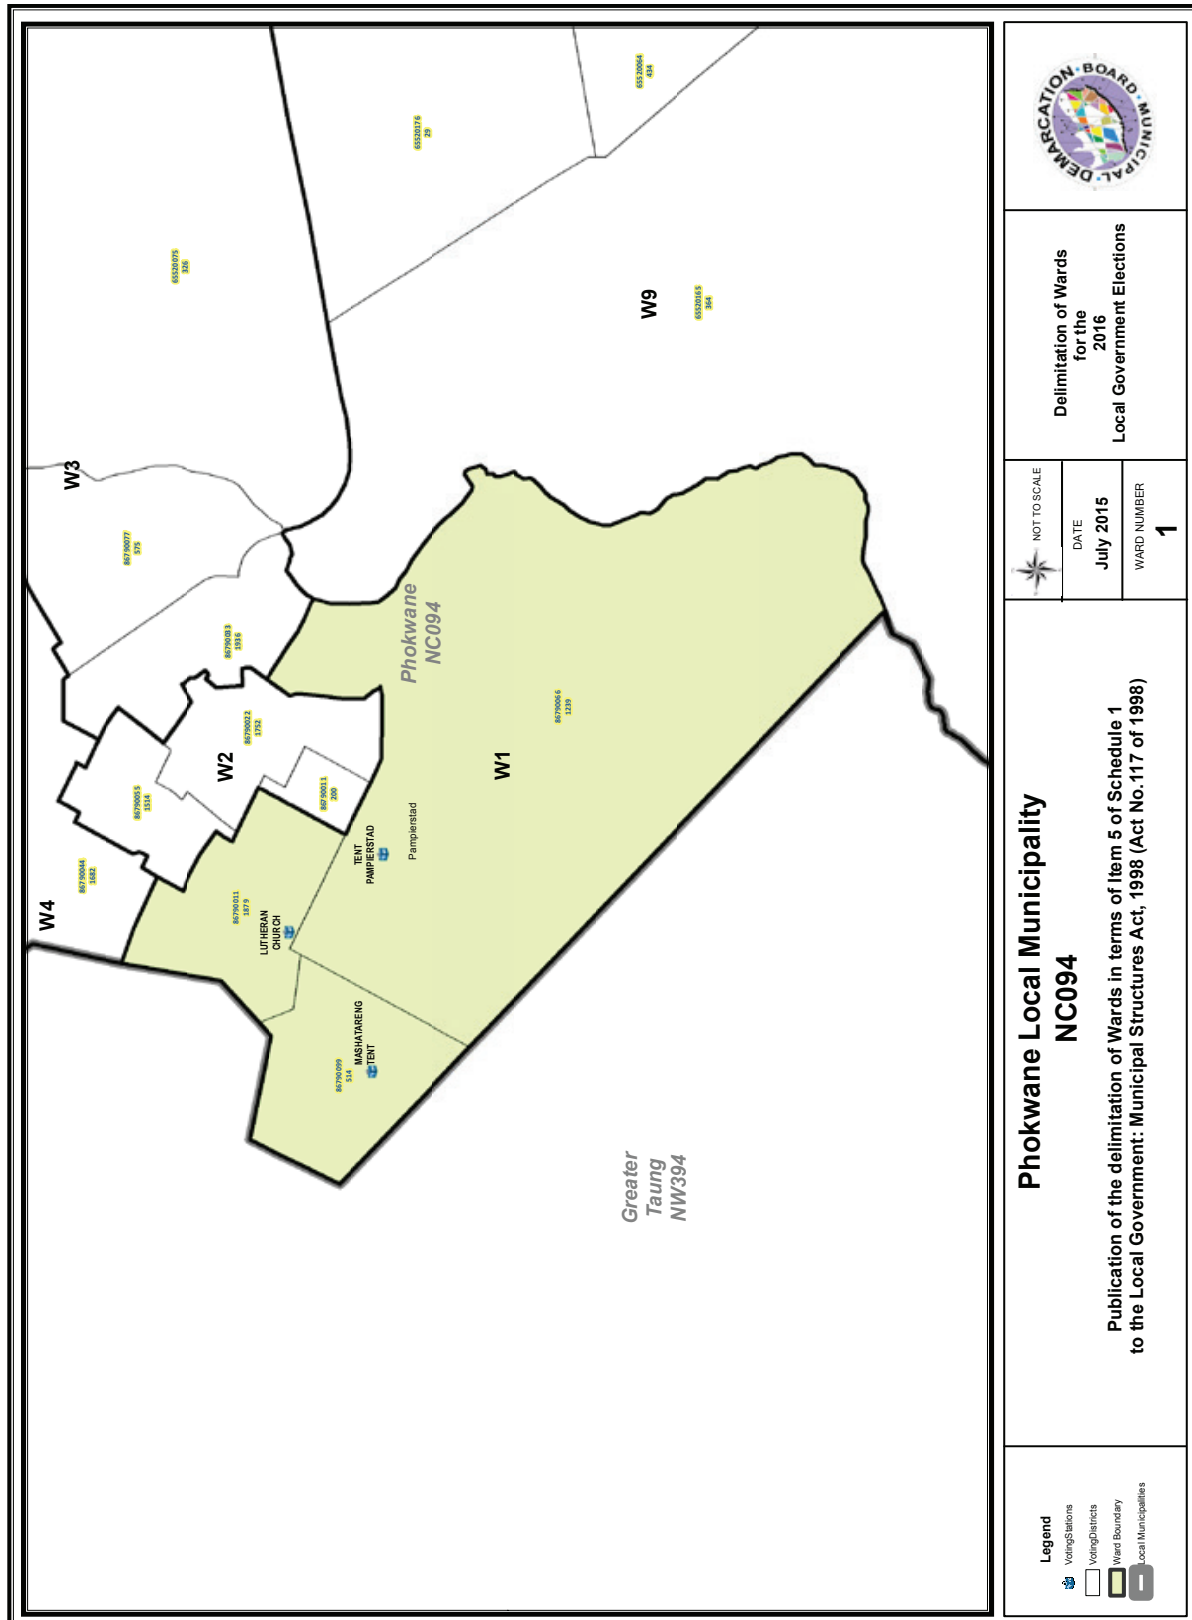 W3
W4
W2
W1
W9
65520075
326
65520176
29
65520064
434
65520165
364
86790077
575
86790033
1936
86790022
1752
86790055
1514
86790044
1682
86790011
200
86790011
1879
86790066
1239
86790099
514
LUTHERAN
CHURCH
TENT
PAMPIERSTAD
Pampierstad
MASHATARENG
TENT
Phokwane
NC094
Greater
Taung
NW394
Legend
VotingStations
VotingDistricts
Ward Boundary
Local Municipalities
Phokwane Local Municipality
NC094
Publication of the delimitation of Wards in terms of Item 5 of Schedule 1
to the Local Government: Municipal Structures Act, 1998 (Act No.117 of 1998)
NOT TO SCALE
DATE
July 2015
WARD NUMBER
1
Delimitation of Wards
for the
2016
Local Government Elections
MUNICIPAL · DEMARCATION · BOARD ·